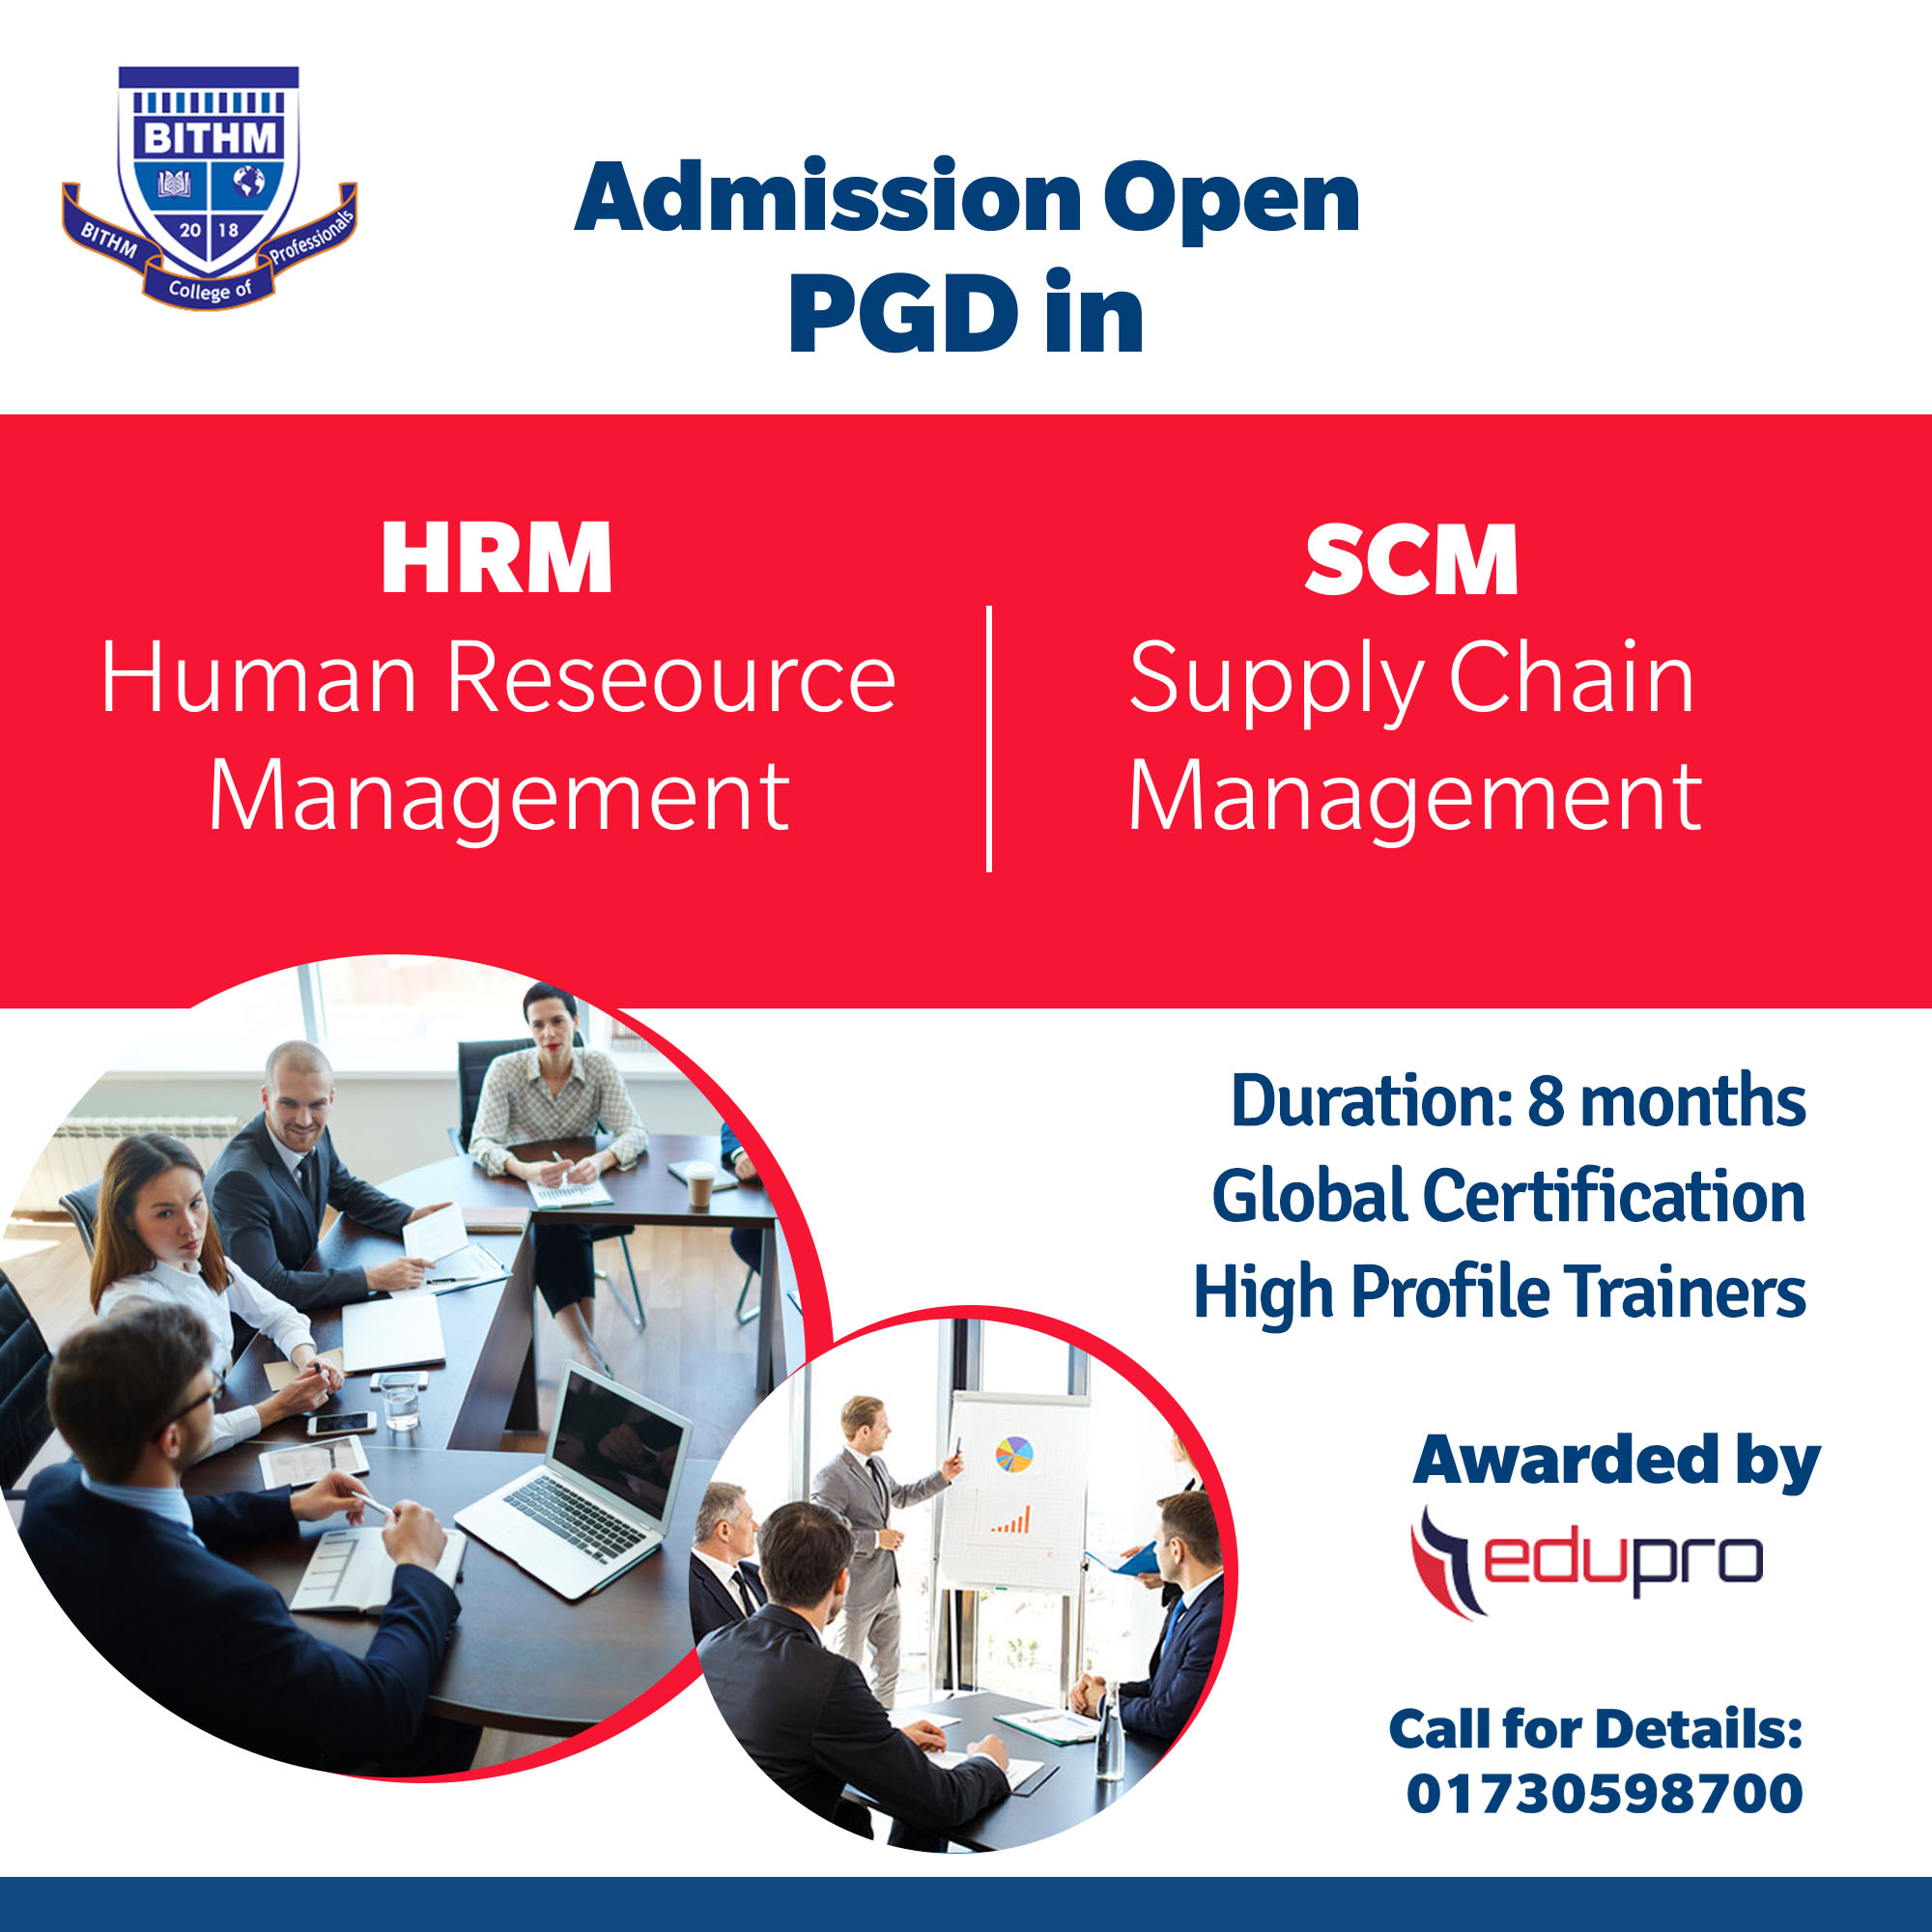 BITHM
20 18
BITHM College of Professionals
Admission Open
PGD in
HRM
Human Reseource
Management
SCM
Supply Chain
Management
Duration: 8 months
Global Certification
High Profile Trainers
Awarded by
edupro
Call for Details:
01730598700